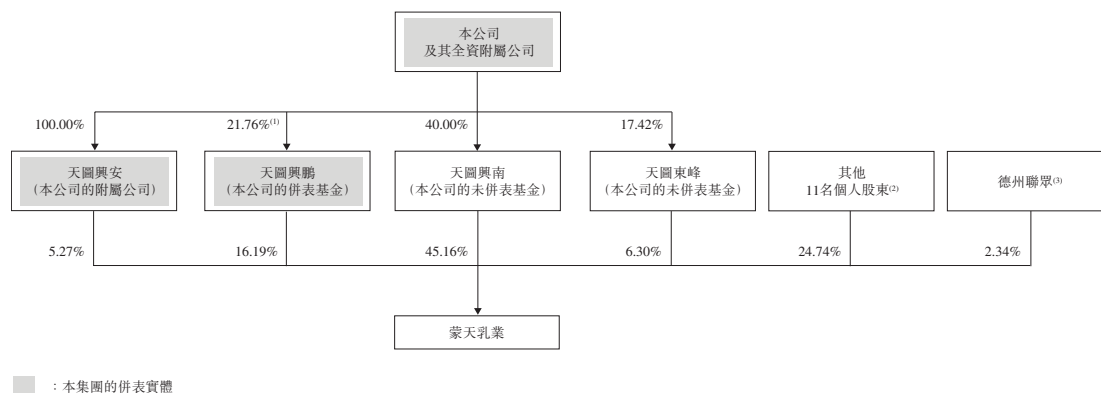 本公司
及其全資附屬公司
100.00%
21.76%(1)
40.00%
17.42%
天圖興安
(本公司的附屬公司)
天圖興鵬
(本公司的併表基金)
天圖興南
(本公司的未併表基金)
天圖東峰
(本公司的未併表基金)
其他
11名個人股東(2)
德州聯眾(3)
5.27%
16.19%
45.16%
6.30%
24.74%
2.34%
蒙天乳業
：本集團的併表實體